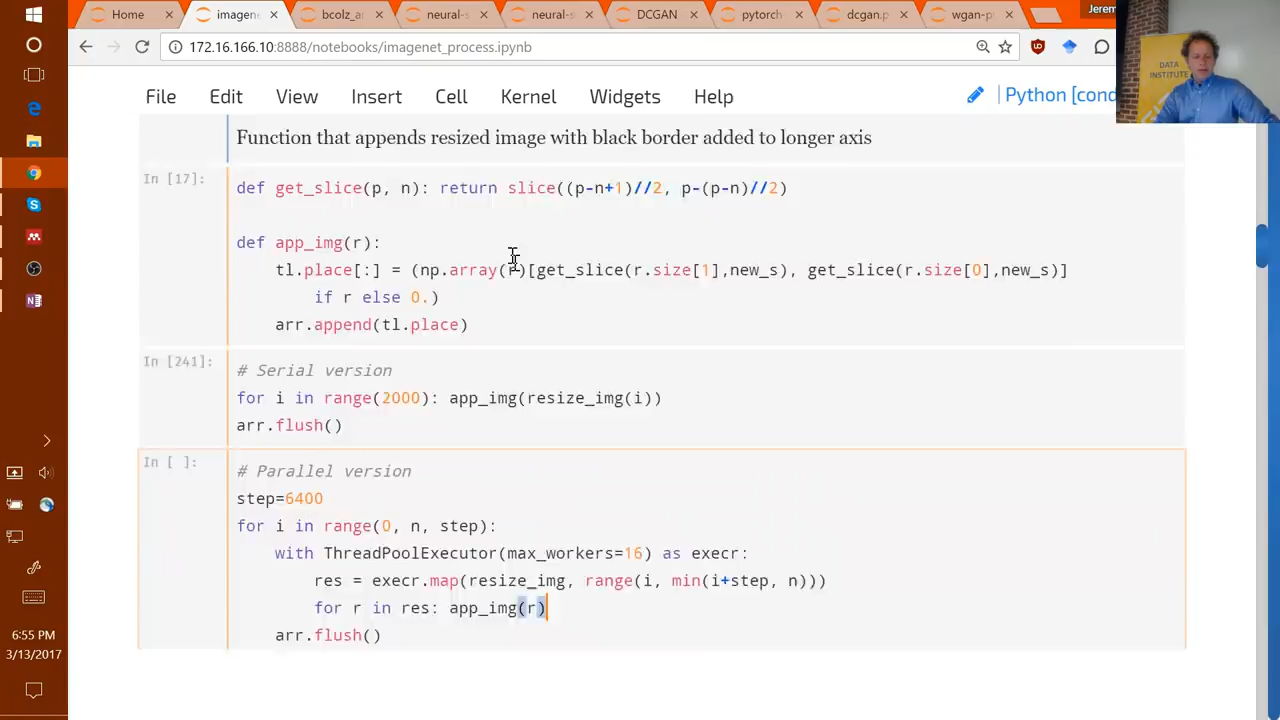 Home
imagene
bcolz_ar
neural-s
neural-s
DCGAN
pytorch
dcgan.p
wgan-p
Jerem
172.16.166.10:8888/notebooks/imagenet_process.ipynb
File Edit View Insert Cell Kernel Widgets Help
Python [cond
DATA
INSTITUTE
Function that appends resized image with black border added to longer axis
In [17]:
def get_slice(p, n): return slice((p-n+1)//2, p-(p-n)//2)
def app_img(r):
tl.place[:] = (np.array(r)[get_slice(r.size[1],new_s), get_slice(r.size[0],new_s)]
if r else 0.)
arr.append(tl.place)
In [241]:
# Serial version
for i in range(2000): app_img(resize_img(i))
arr.flush()
In [ ]:
# Parallel version
step=6400
for i in range(0, n, step):
with ThreadPoolExecutor(max_workers=16) as execr:
res = execr.map(resize_img, range(i, min(i+step, n)))
for r in res: app_img(r)
arr.flush()
6:55 PM
3/13/2017